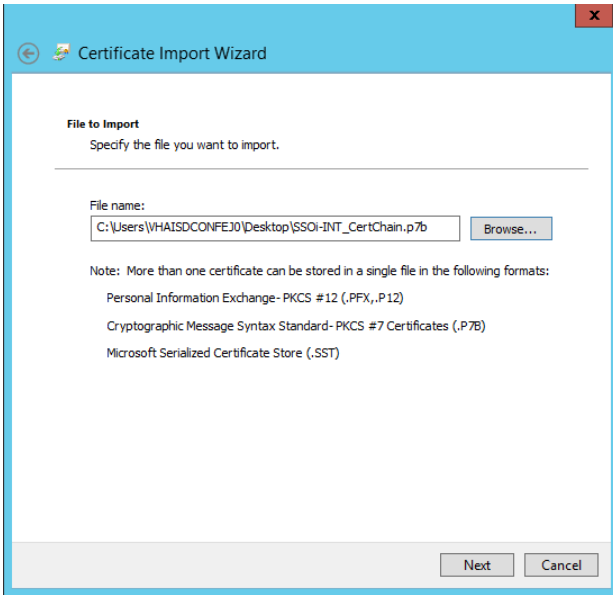 x
Certificate Import Wizard
File to Import
Specify the file you want to import.
File name:
C:\Users\VHAISDCONFEJ0\Desktop\SSOi-INT_CertChain.p7b
Browse...
Note: More than one certificate can be stored in a single file in the following formats:
Personal Information Exchange- PKCS #12 (.PFX,.P12)
Cryptographic Message Syntax Standard- PKCS #7 Certificates (.P7B)
Microsoft Serialized Certificate Store (.SST)
Next
Cancel